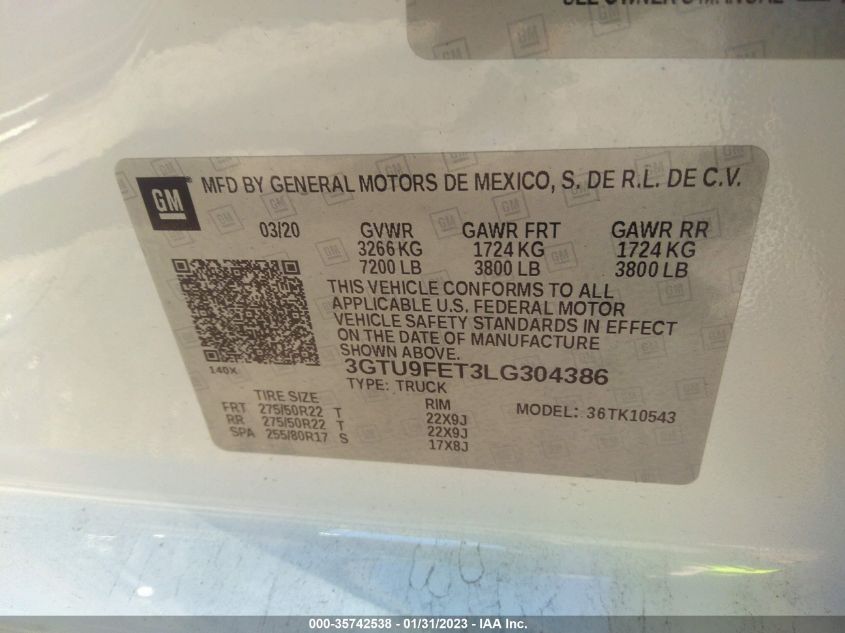 SEE OWNER'S MANUAL
GM
MFD BY GENERAL MOTORS DE MEXICO, S. DE R.L. DE C.V.
03/20 GVWR GAWR FRT GAWR RR
3266 KG 1724 KG 1724 KG
7200 LB 3800 LB 3800 LB
THIS VEHICLE CONFORMS TO ALL
APPLICABLE U.S. FEDERAL MOTOR
VEHICLE SAFETY STANDARDS IN EFFECT
ON THE DATE OF MANUFACTURE
SHOWN ABOVE.
140X
3GTU9FET3LG304386
TYPE: TRUCK
TIRE SIZE RIM MODEL: 36TK10543
FRT 275/50R22 T 22X9J
RR 275/50R22 T 22X9J
SPA 255/80R17 S 17X8J
000-35742538 - 01/31/2023 - IAA Inc.